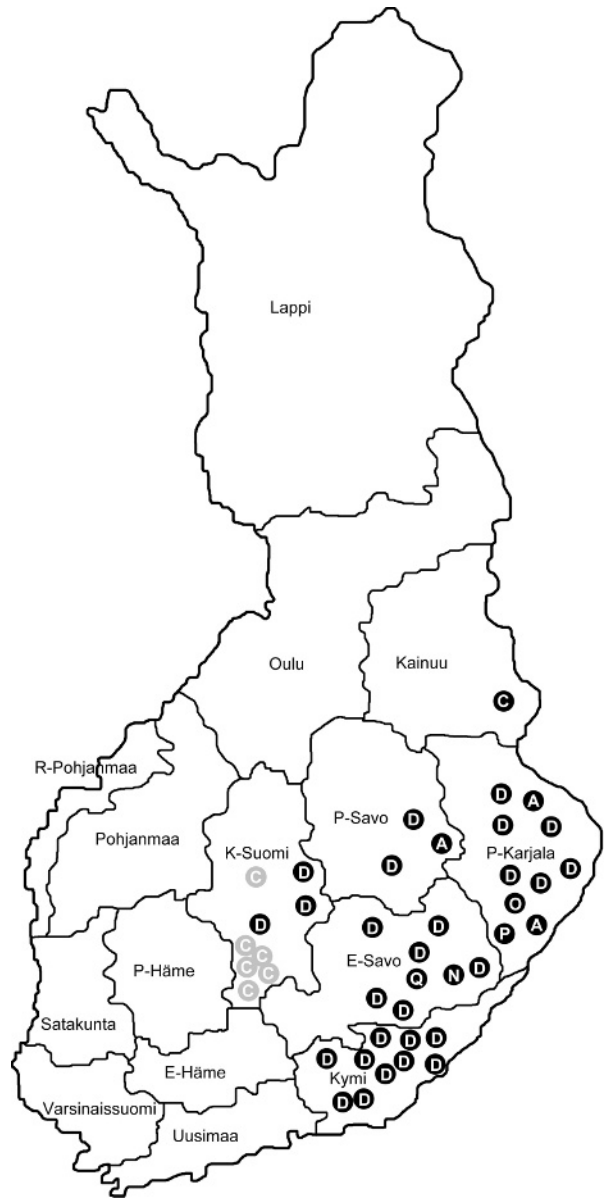 Lappi
Oulu
Kainuu
C
R-Pohjanmaa
D A
P-Savo D
D D
Pohjanmaa
K-Suomi
A
P-Karjala
D
C D
D D D
D
O
D
D D
P A
C C
D
E-Savo
P-Häme
C C
Q N D
C
D D
Satakunta
D D D
E-Häme
D D D D
Kymi D
Varsinaissuomi
D D
Uusimaa